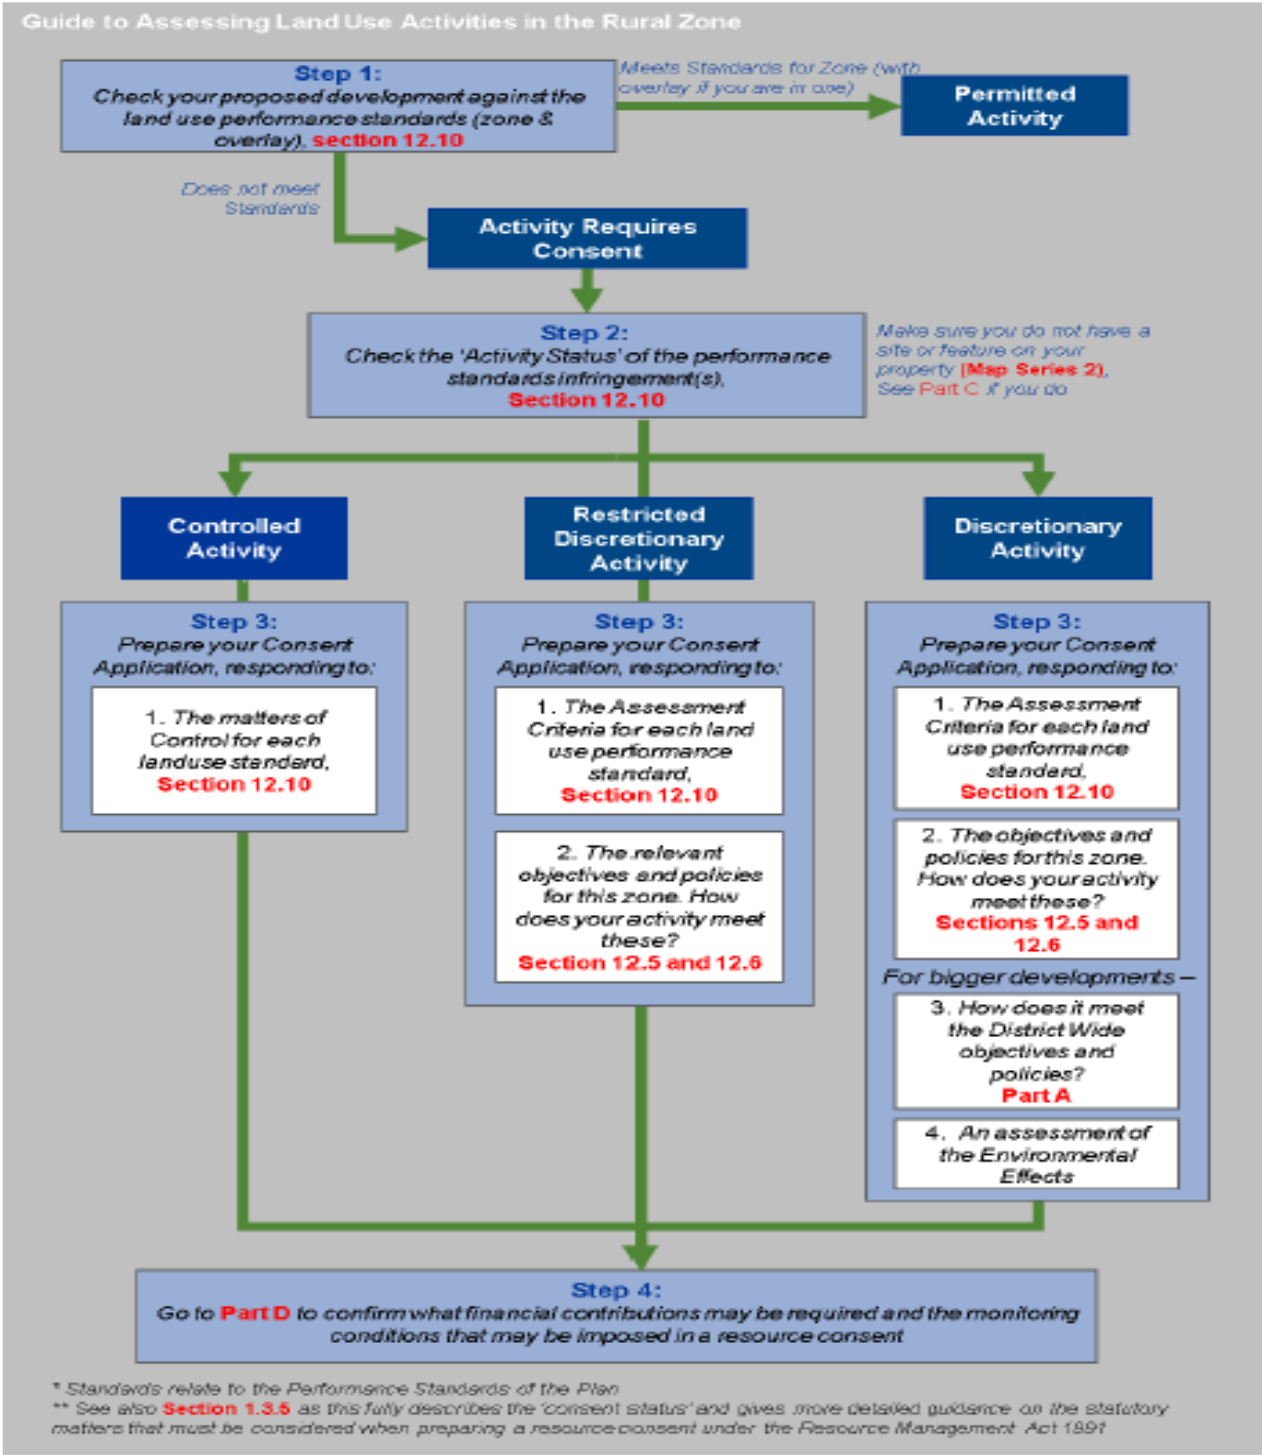 Guide to Assessing Land Use Activities in the Rural Zone
Step 1:
Check your proposed development against the
land use performance standards (zone &
overlay), section 12.10
Meets Standards for Zone (with
overlay if you are in one)
Permitted
Activity
Does not meet
Standards
Activity Requires
Consent
Step 2:
Check the 'Activity Status' of the performance
standards infringement(s),
Section 12.10
Make sure you do not have a
site or feature on your
property (Map Series 2),
See Part C if you do
Controlled
Activity
Restricted
Discretionary
Activity
Discretionary
Activity
Step 3:
Prepare your Consent
Application, responding to:
1. The matters of
Control for each
landuse standard,
Section 12.10
Step 3:
Prepare your Consent
Application, responding to:
1. The Assessment
Criteria for each land
use performance
standard,
Section 12.10
2. The relevant
objectives and policies
for this zone. How
does your activity meet
these?
Section 12.5 and 12.6
Step 3:
Prepare your Consent
Application, responding to:
1. The Assessment
Criteria for each land
use performance
standard,
Section 12.10
2. The objectives and
policies for this zone.
How does your activity
meet these?
Sections 12.5 and
12.6
For bigger developments –
3. How does it meet
the District Wide
objectives and
policies?
Part A
4. An assessment of
the Environmental
Effects
Step 4:
Go to Part D to confirm what financial contributions may be required and the monitoring
conditions that may be imposed in a resource consent
* Standards relate to the Performance Standards of the Plan
** See also Section 1.3.5 as this fully describes the 'consent status' and gives more detailed guidance on the statutory
matters that must be considered when preparing a resource consent under the Resource Management Act 1991